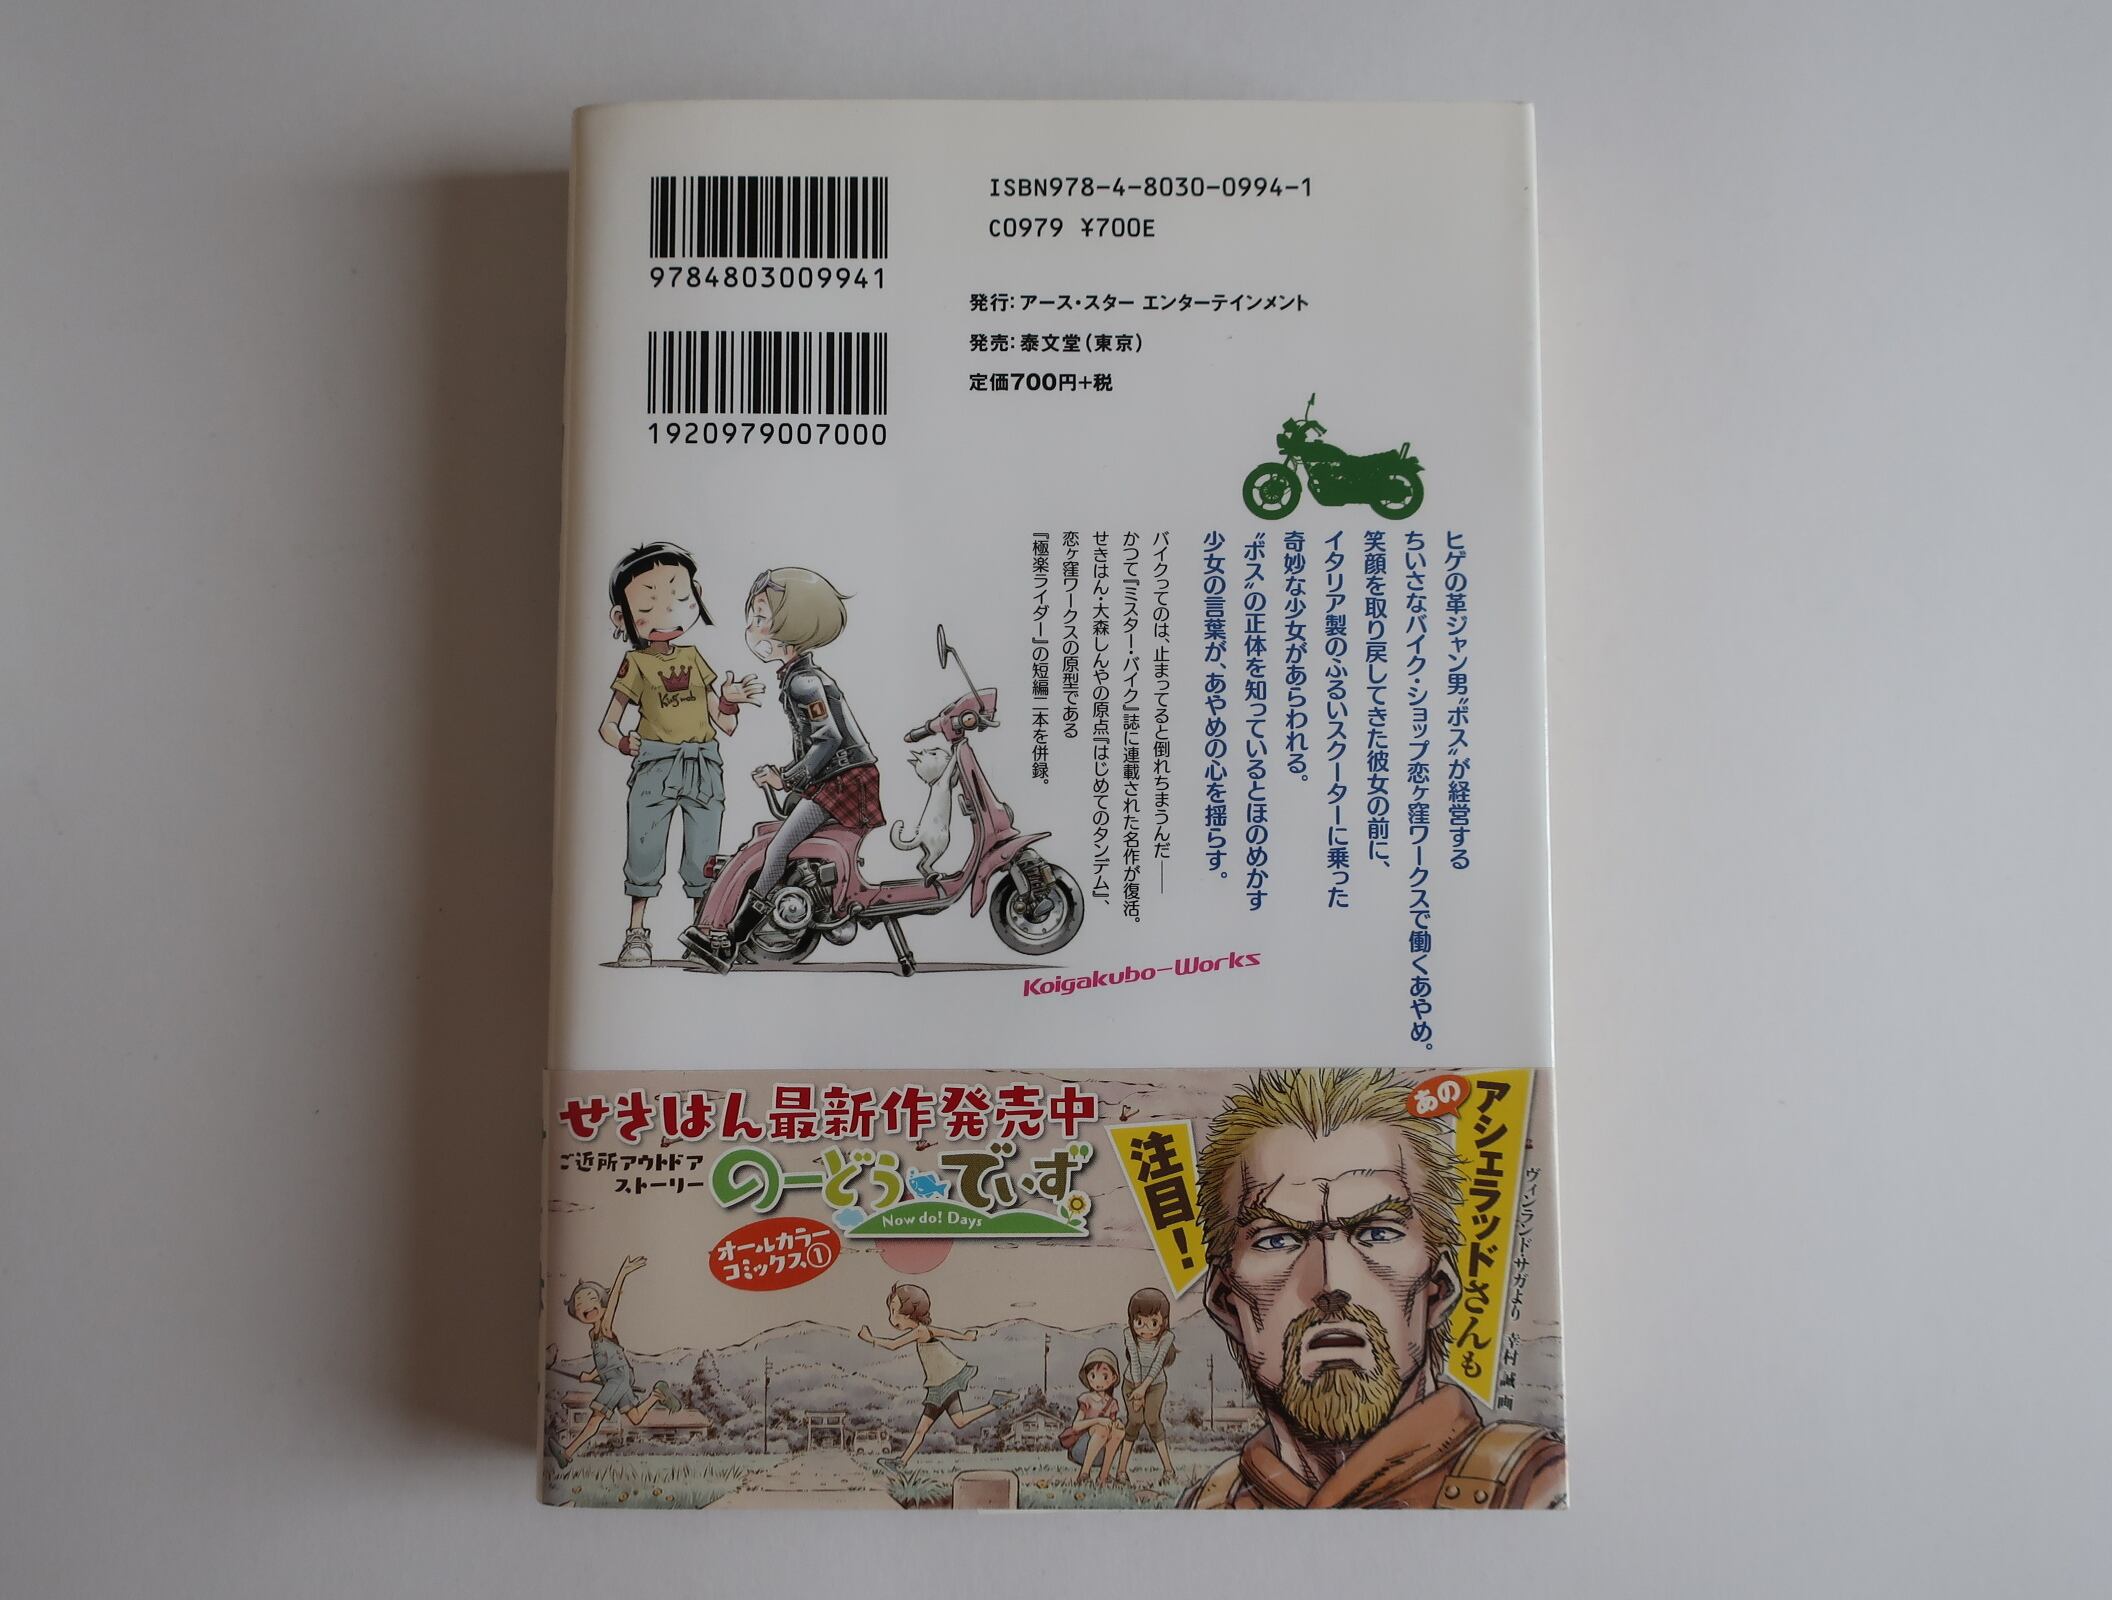 9784803009941
ISBN978-4-8030-0994-1
C0979 ¥700E
1920979007000
発行：アース・スター エンターテインメント
発売：泰文堂（東京）
定価700円+税
ヒゲの革ジャン男〝ボス〟が経営する
ちいさなバイク・ショップ恋ヶ窪ワークスで働くあやめ。
笑顔を取り戻してきた彼女の前に、
イタリア製のふるいスクーターに乗った
奇妙な少女があらわれる。
〝ボス〟の正体を知っているとほのめかす
少女の言葉が、あやめの心を揺らす。
バイクってのは、止まってると倒れちまうんだ──
かつて『ミスター・バイク』誌に連載された名作が復活。
せきはん・大森しんやの原点『はじめてのタンデム』、
恋ヶ窪ワークスの原型である
『極楽ライダー』の短編二本を併録。
1
Koigakubo-Works
せきはん最新作発売中
ご近所アウトドア
ストーリー
のーどぅーでいず
Now do! Days
オールカラー
コミックス①
注目！
あの
アシェラッドさんも
ヴィンランド・サガより 幸村 誠 画